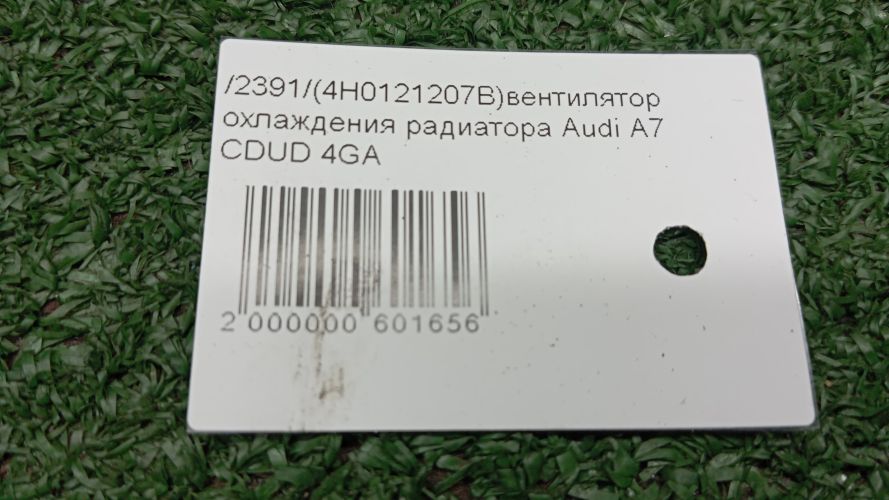 /2391/(4H0121207B)вентилятор
охлаждения радиатора Audi A7
CDUD 4GA
2 000000 601656